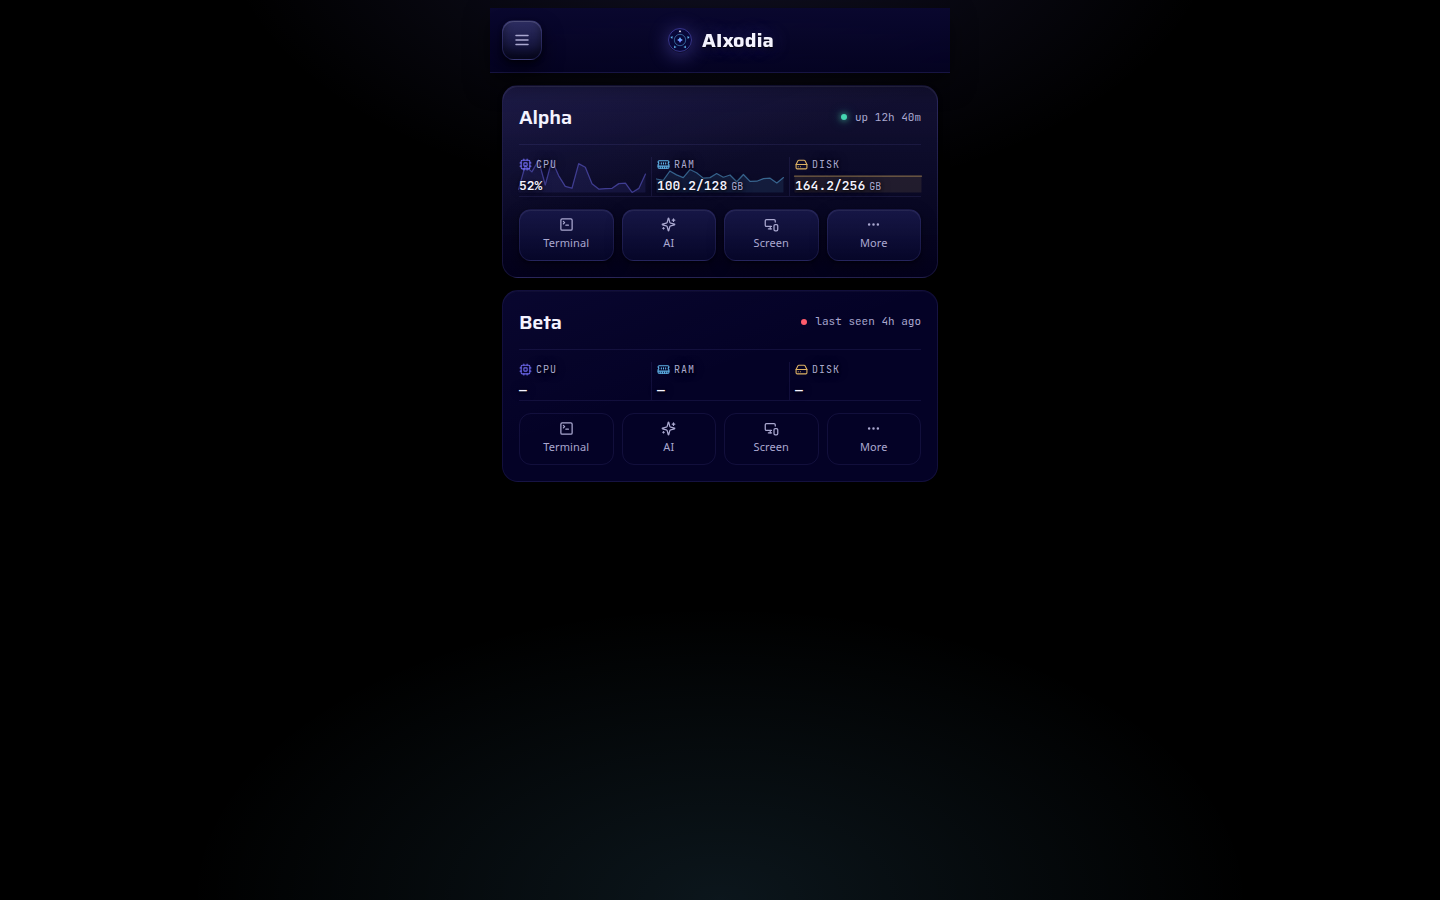 AIxodia
Alpha
up 12h 40m
CPU RAM DISK
52% 100.2/128 GB 164.2/256 GB
Terminal AI Screen More
Beta
last seen 4h ago
CPU RAM DISK
— — —
Terminal AI Screen More